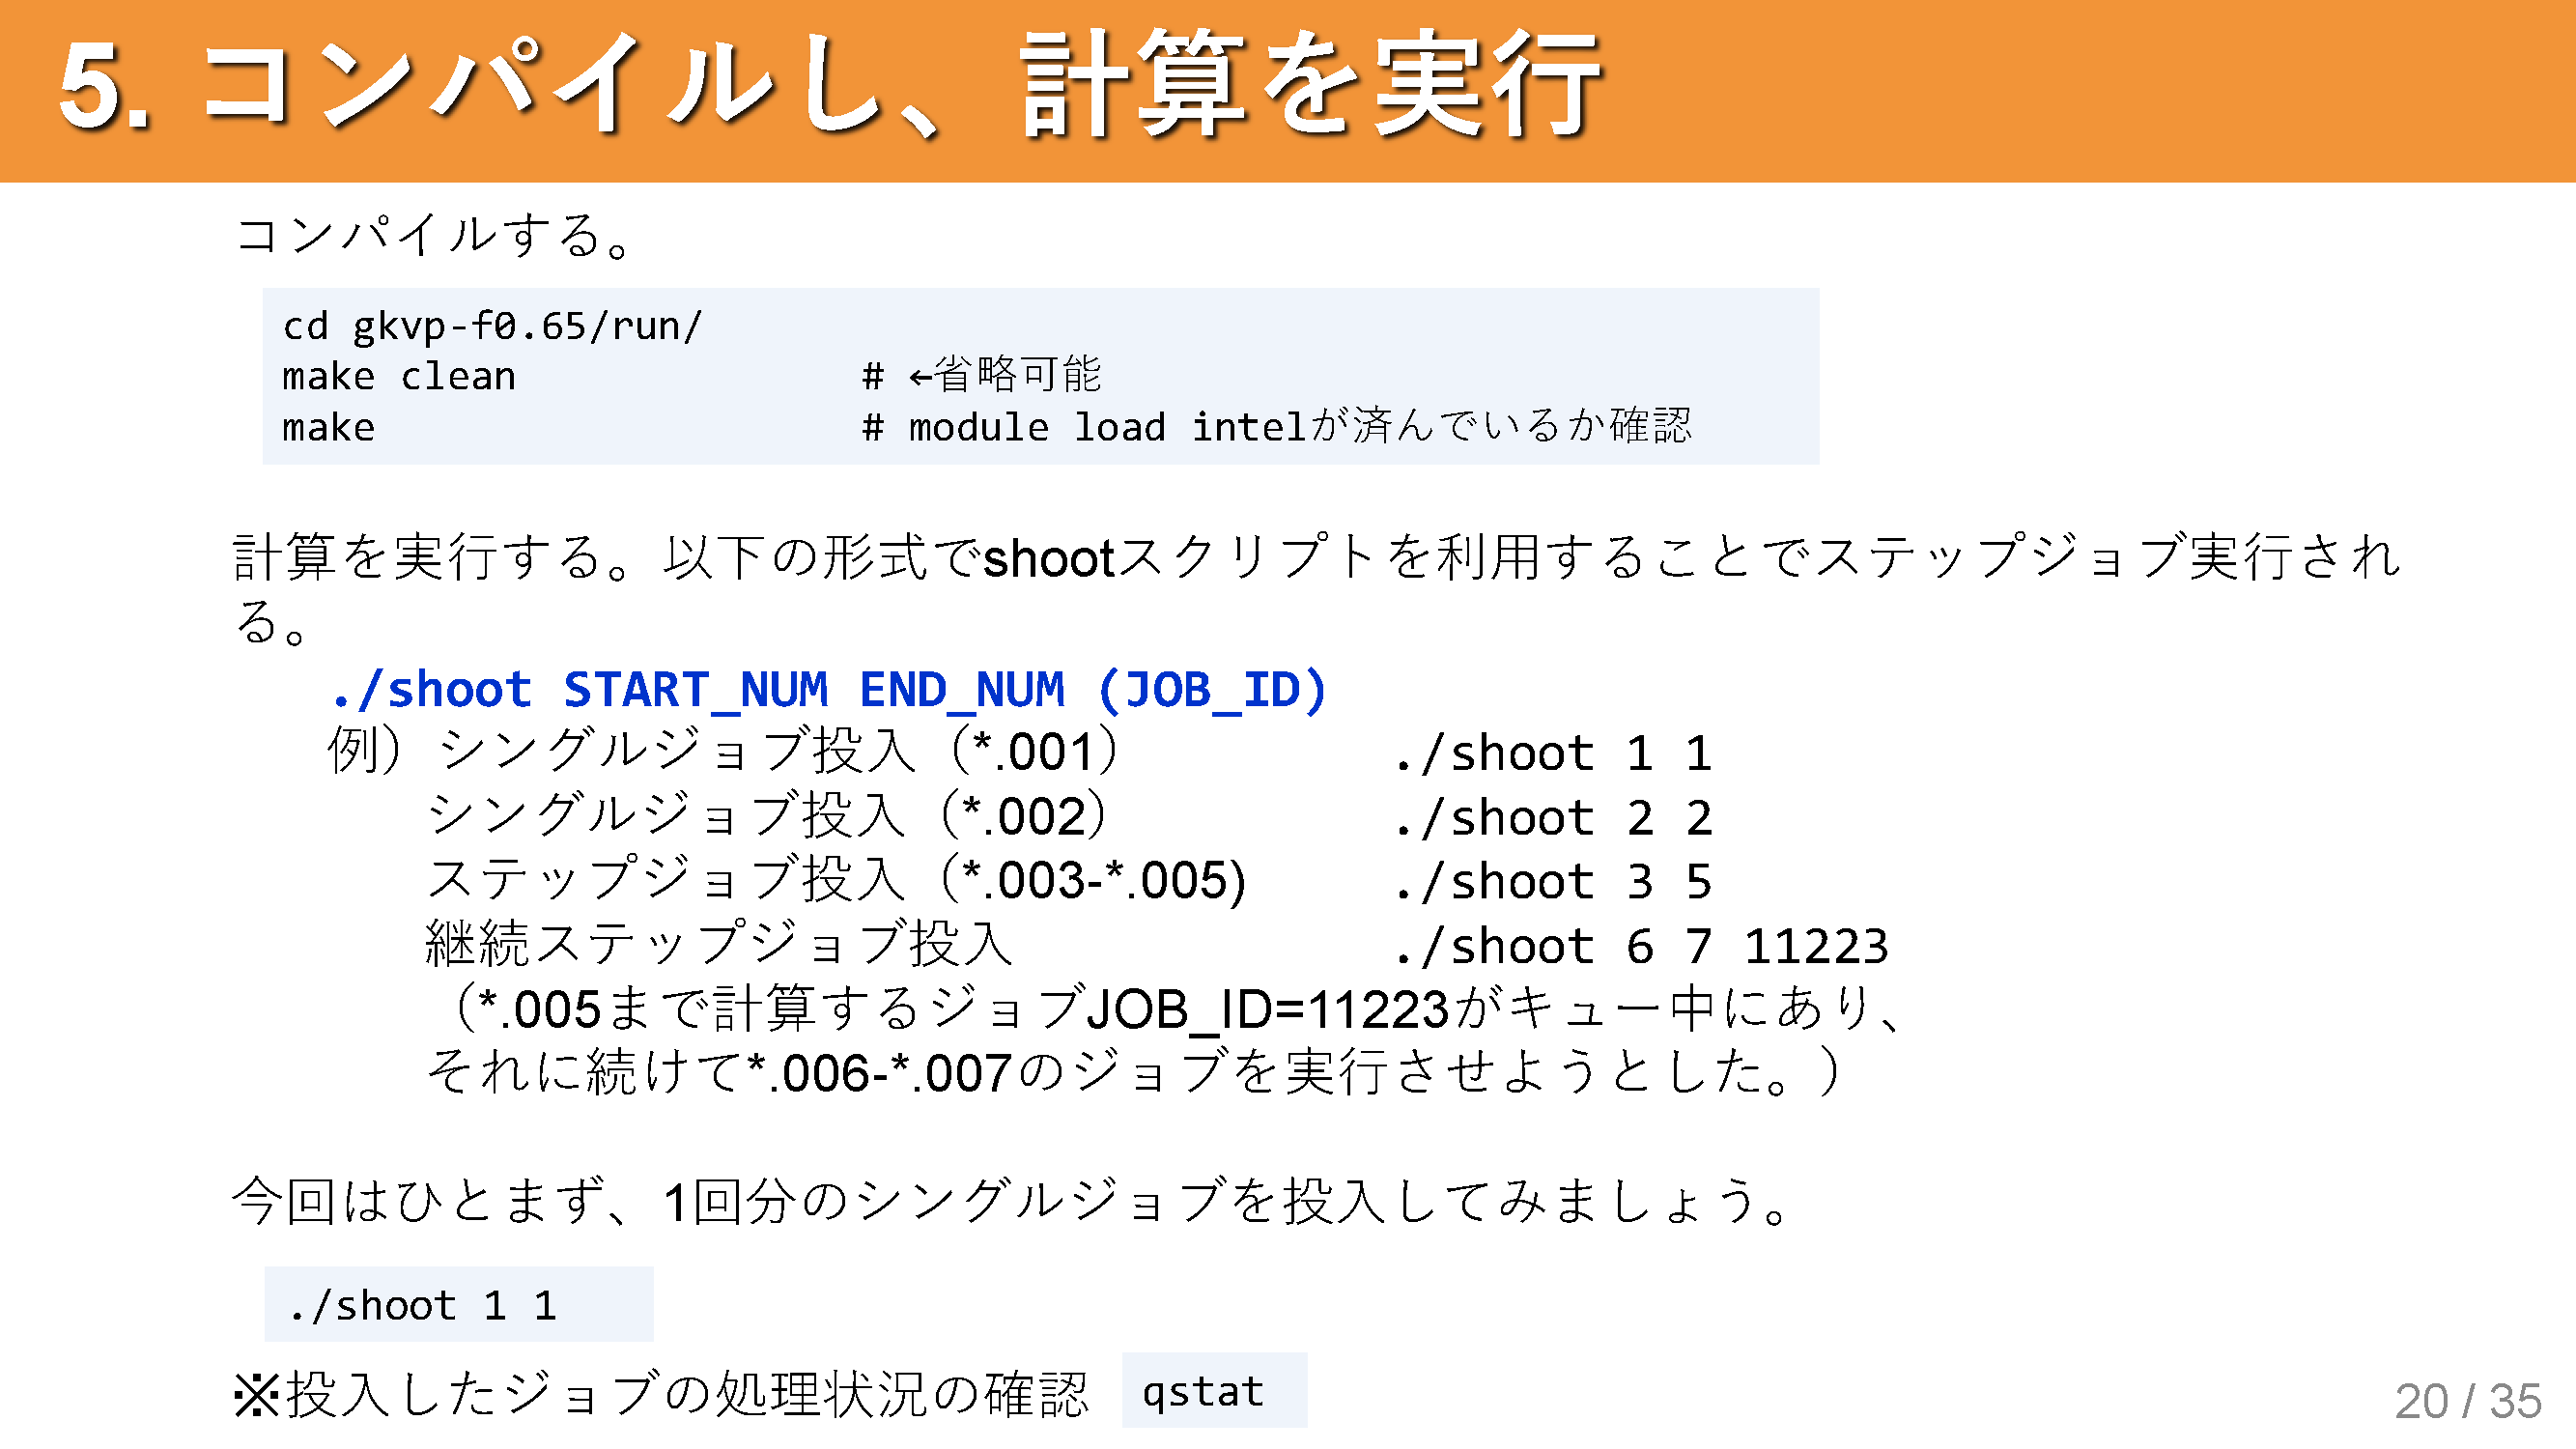 5. コンパイルし、計算を実行
コンパイルする。
cd gkvp-f0.65/run/
make clean # ←省略可能
make # module load intelが済んでいるか確認
計算を実行する。以下の形式でshootスクリプトを利用することでステップジョブ実行され
る。
./shoot START_NUM END_NUM (JOB_ID)
例）シングルジョブ投入（*.001） ./shoot 1 1
シングルジョブ投入（*.002） ./shoot 2 2
ステップジョブ投入（*.003-*.005) ./shoot 3 5
継続ステップジョブ投入 ./shoot 6 7 11223
（*.005まで計算するジョブJOB_ID=11223がキュー中にあり、
それに続けて*.006-*.007のジョブを実行させようとした。）
今回はひとまず、1回分のシングルジョブを投入してみましょう。
./shoot 1 1
※投入したジョブの処理状況の確認 qstat
20 / 35